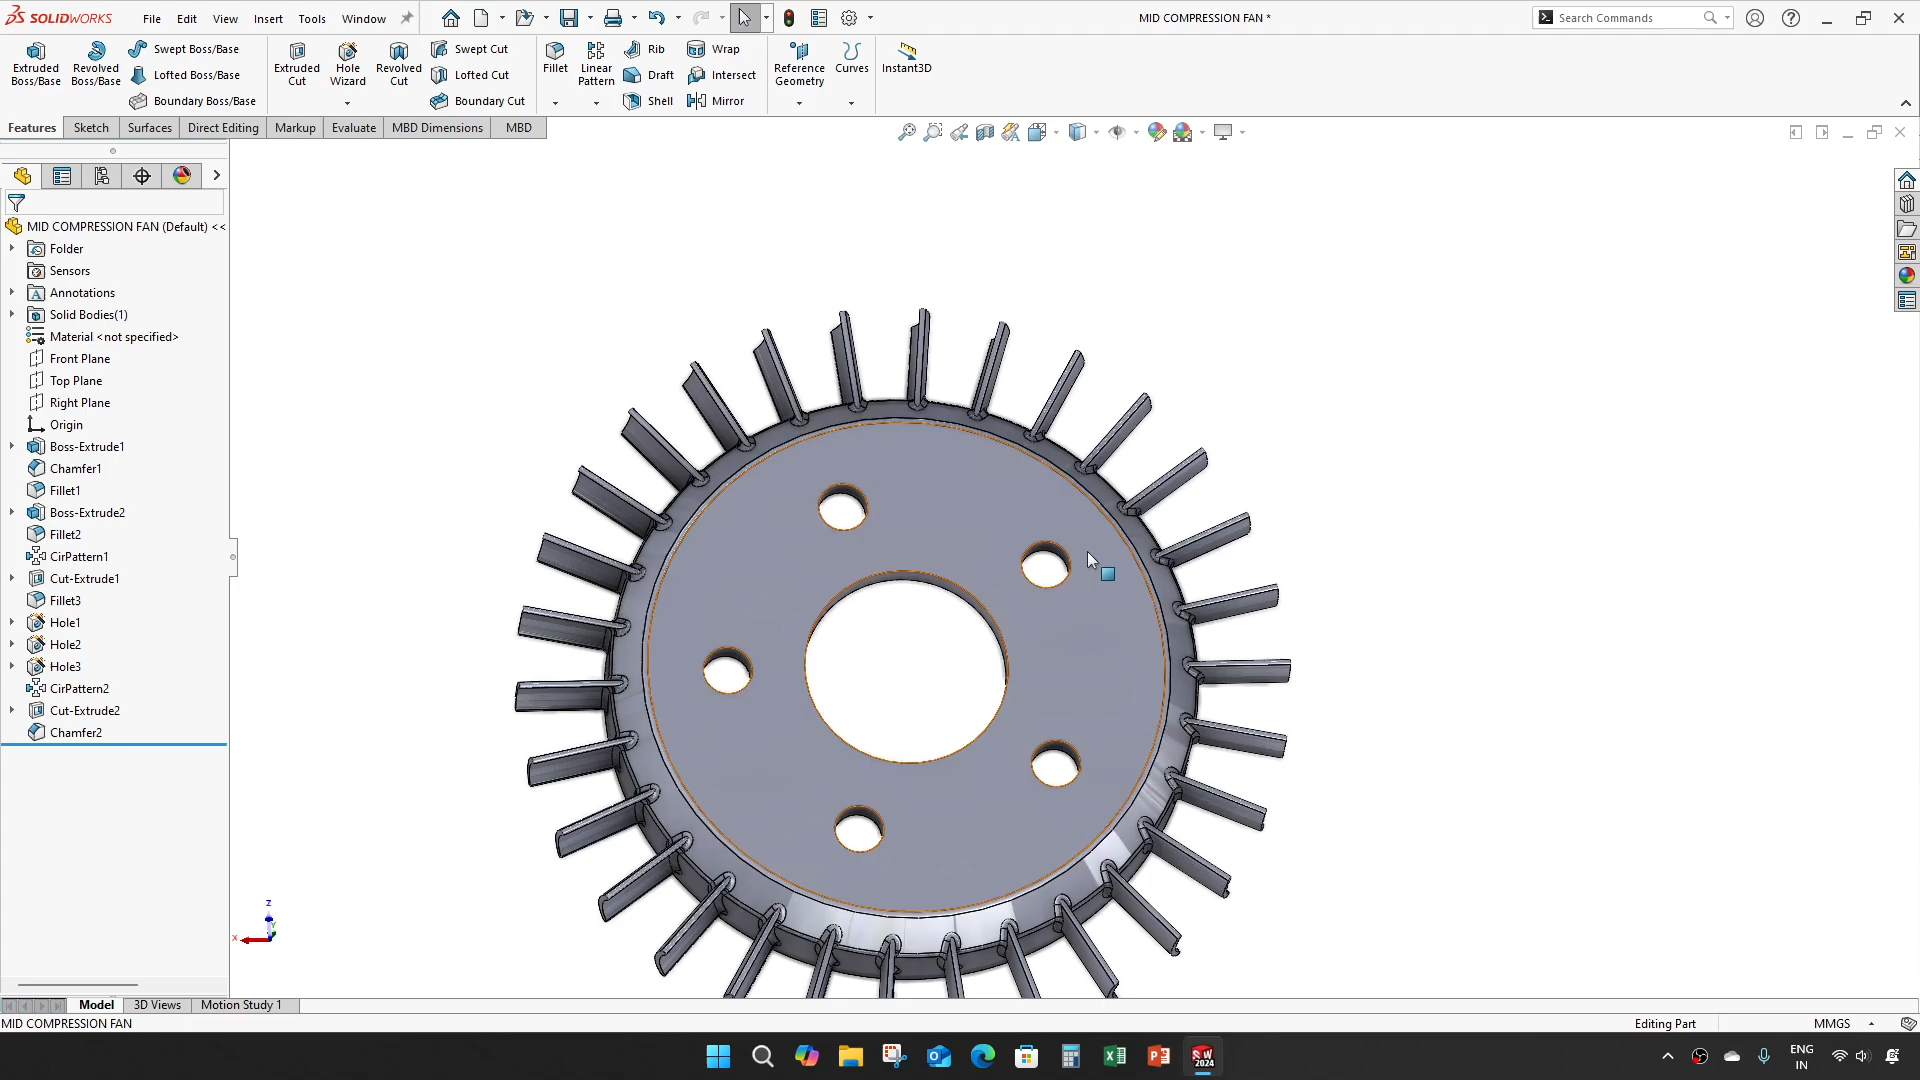 SOLIDWORKS
File Edit View Insert Tools Window
MID COMPRESSION FAN *
Search Commands
Extruded Boss/Base
Revolved Boss/Base
Swept Boss/Base
Lofted Boss/Base
Boundary Boss/Base
Extruded Cut
Hole Wizard
Revolved Cut
Swept Cut
Lofted Cut
Boundary Cut
Fillet
Linear Pattern
Rib
Draft
Shell
Wrap
Intersect
Mirror
Reference Geometry
Curves
Instant3D
Features Sketch Surfaces Direct Editing Markup Evaluate MBD Dimensions MBD
MID COMPRESSION FAN (Default) <<
Folder
Sensors
Annotations
Solid Bodies(1)
Material <not specified>
Front Plane
Top Plane
Right Plane
Origin
Boss-Extrude1
Chamfer1
Fillet1
Boss-Extrude2
Fillet2
CirPattern1
Cut-Extrude1
Fillet3
Hole1
Hole2
Hole3
CirPattern2
Cut-Extrude2
Chamfer2
Z
X
Y
Model 3D Views Motion Study 1
MID COMPRESSION FAN
Editing Part
MMGS
SW 2024
ENG
IN